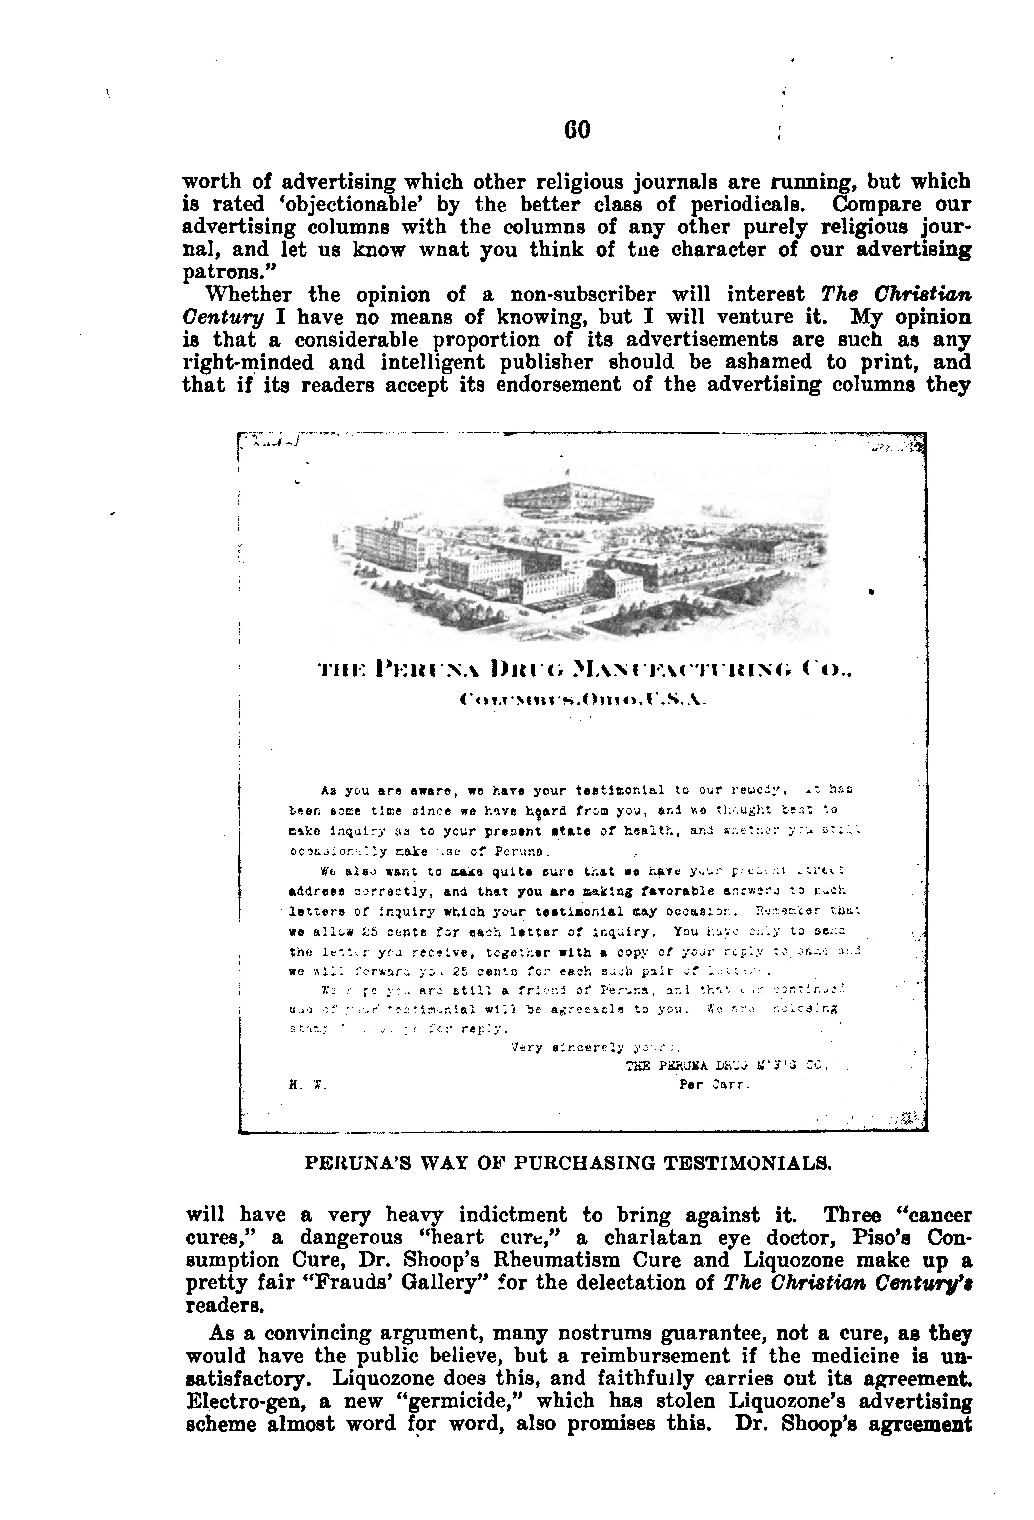 60
worth of advertising which other religious journals are running, but which
is rated ‘objectionable’ by the better class of periodicals. Compare our
advertising columns with the columns of any other purely religious jour-
nal, and let us know what you think of the character of our advertising
patrons.”
Whether the opinion of a non-subscriber will interest The Christian
Century I have no means of knowing, but I will venture it. My opinion
is that a considerable proportion of its advertisements are such as any
right-minded and intelligent publisher should be ashamed to print, and
that if its readers accept its endorsement of the advertising columns they
THE PERUNA DRUG MANUFACTURING CO.,
COLUMBUS, OHIO, U.S.A.
As you are aware, we have your testimonial to our remedy. It has
been some time since we have heard from you, and we thought best to
make inquiry as to your present state of health, and whether you still
occasionally make use of Peruna.
We also want to make quite sure that we have your present street
address correctly, and that you are making favorable answers to such
letters of inquiry which your testimonial may occasion. Remember that
we allow 25 cents for each letter of inquiry. You have only to send
the letter you receive, together with a copy of your reply to same and
we will forward you 25 cents for each such pair of letters.
We hope you are still a friend of Peruna, and that our continued
use of your testimonial will be agreeable to you. We are inclosing
for reply.
Very sincerely yours,
THE PERUNA DRUG M'F'G CO.
H. W. Per Carr.
PERUNA’S WAY OF PURCHASING TESTIMONIALS.
will have a very heavy indictment to bring against it. Three “cancer
cures,” a dangerous “heart cure,” a charlatan eye doctor, Piso’s Con-
sumption Cure, Dr. Shoop’s Rheumatism Cure and Liquozone make up a
pretty fair “Frauds’ Gallery” for the delectation of The Christian Century’s
readers.
As a convincing argument, many nostrums guarantee, not a cure, as they
would have the public believe, but a reimbursement if the medicine is un-
satisfactory. Liquozone does this, and faithfully carries out its agreement.
Electro-gen, a new “germicide,” which has stolen Liquozone’s advertising
scheme almost word for word, also promises this. Dr. Shoop’s agreement